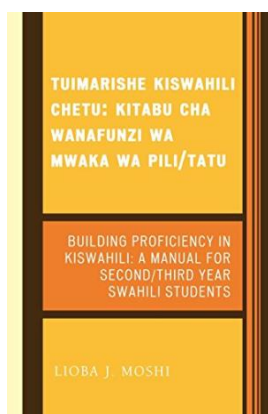 TUIMARISHE KISWAHILI
CHETU: KITABU CHA
WANAFUNZI WA
MWAKA WA PILI/TATU
BUILDING PROFICIENCY IN
KISWAHILI: A MANUAL FOR
SECOND/THIRD YEAR
SWAHILI STUDENTS
LIOBA J. MOSHI